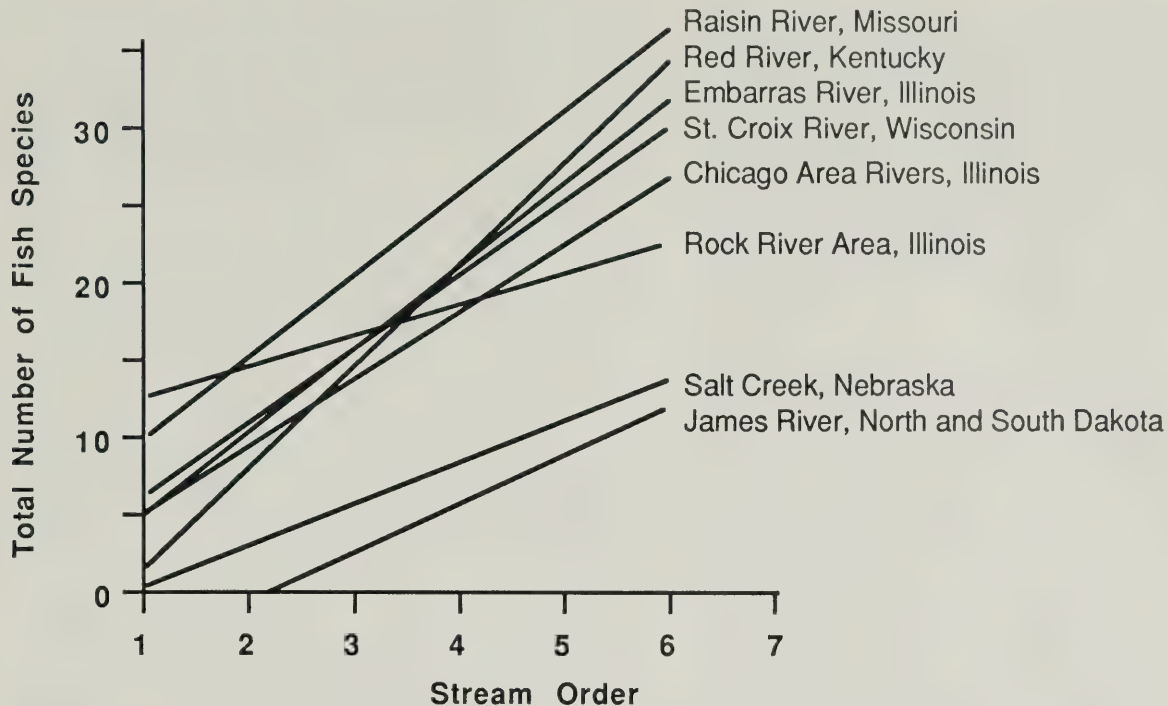 Total Number of Fish Species
30
20
10
0
1 2 3 4 5 6 7
Stream Order
Raisin River, Missouri
Red River, Kentucky
Embarras River, Illinois
St. Croix River, Wisconsin
Chicago Area Rivers, Illinois
Rock River Area, Illinois
Salt Creek, Nebraska
James River, North and South Dakota